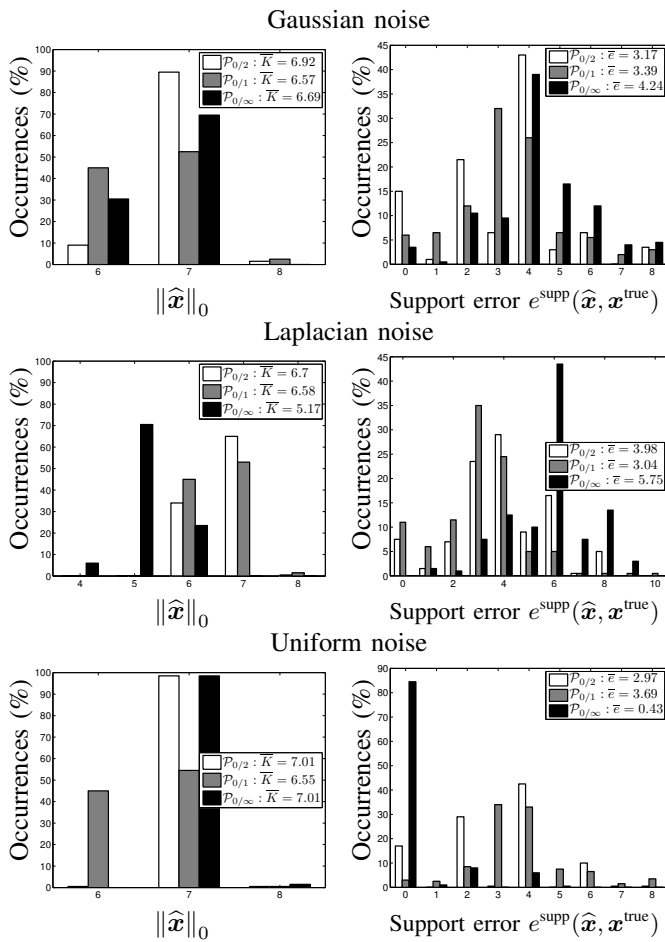 Gaussian noise
Occurrences (%)
100
90
80
70
60
50
40
30
20
10
0
6 7 8
P0/2 : K̅ = 6.92
P0/1 : K̅ = 6.57
P0/∞ : K̅ = 6.69
‖x̂‖0
Occurrences (%)
45
40
35
30
25
20
15
10
5
0
0 1 2 3 4 5 6 7 8
P0/2 : e̅ = 3.17
P0/1 : e̅ = 3.39
P0/∞ : e̅ = 4.24
Support error e^supp(x̂, x^true)
Laplacian noise
Occurrences (%)
100
90
80
70
60
50
40
30
20
10
0
4 5 6 7 8
P0/2 : K̅ = 6.7
P0/1 : K̅ = 6.58
P0/∞ : K̅ = 5.17
‖x̂‖0
Occurrences (%)
45
40
35
30
25
20
15
10
5
0
0 2 4 6 8 10
P0/2 : e̅ = 3.98
P0/1 : e̅ = 3.04
P0/∞ : e̅ = 5.75
Support error e^supp(x̂, x^true)
Uniform noise
Occurrences (%)
100
90
80
70
60
50
40
30
20
10
0
6 7 8
P0/2 : K̅ = 7.01
P0/1 : K̅ = 6.55
P0/∞ : K̅ = 7.01
‖x̂‖0
Occurrences (%)
90
80
70
60
50
40
30
20
10
0
0 1 2 3 4 5 6 7 8
P0/2 : e̅ = 2.97
P0/1 : e̅ = 3.69
P0/∞ : e̅ = 0.43
Support error e^supp(x̂, x^true)